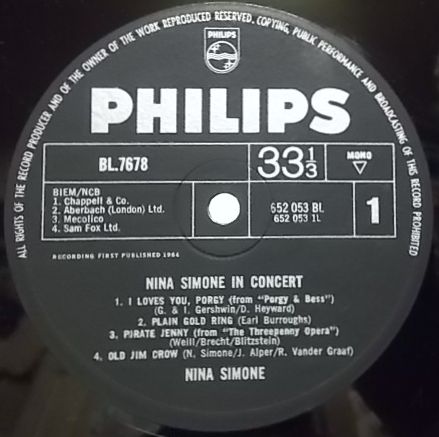 ALL RIGHTS OF THE RECORD PRODUCER AND OF THE OWNER OF THE WORK REPRODUCED RESERVED. COPYING, PUBLIC PERFORMANCE AND BROADCASTING OF THIS RECORD PROHIBITED
PHILIPS
PHILIPS
BL.7678
33⅓
MONO
BIEM/NCB
1. Chappell & Co.
2. Aberbach (London) Ltd.
3. Mecolico
4. Sam Fox Ltd.
652 053 BL
652 053 1L
1
RECORDING FIRST PUBLISHED 1964
NINA SIMONE IN CONCERT
1. I LOVES YOU, PORGY (from "Porgy & Bess")
(G. & I. Gershwin/D. Heyward)
2. PLAIN GOLD RING (Earl Burroughs)
3. PIRATE JENNY (from "The Threepenny Opera")
(Weill/Brecht/Blitzstein)
4. OLD JIM CROW (N. Simone/J. Alper/R. Vander Graaf)
NINA SIMONE